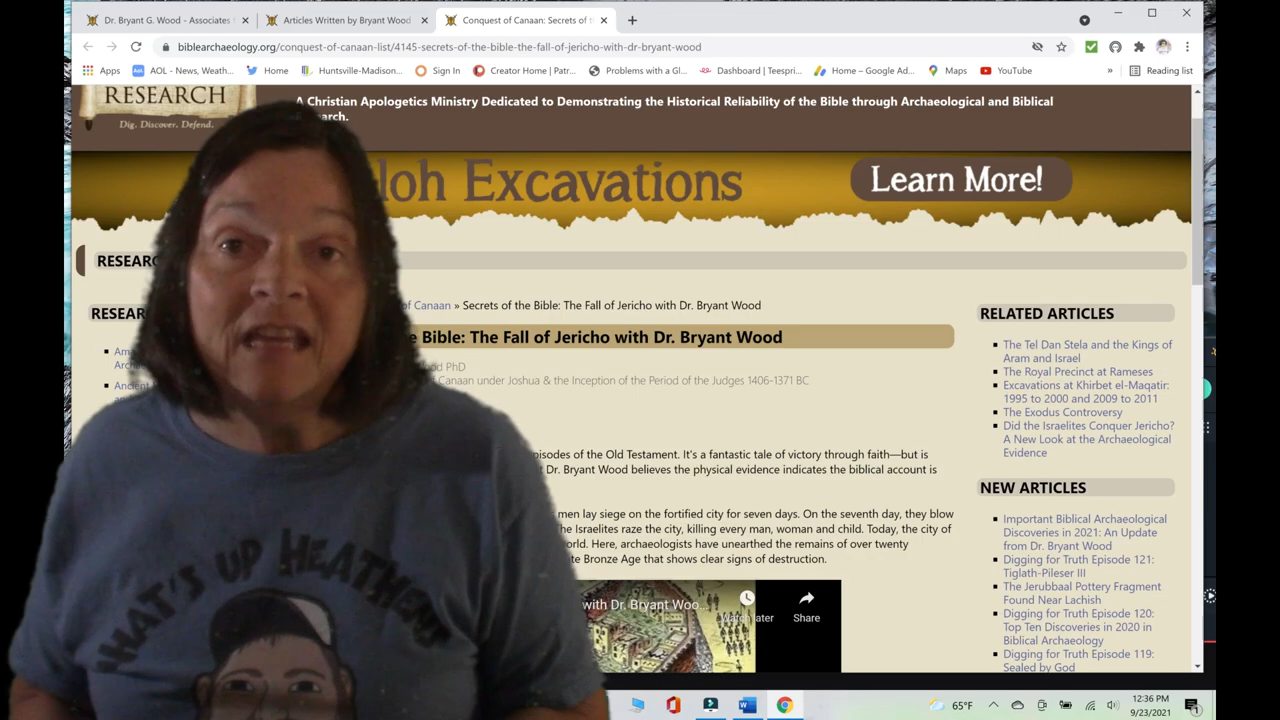 Dr. Bryant G. Wood - Associates
Articles Written by Bryant Wood
Conquest of Canaan: Secrets of
biblearchaeology.org/conquest-of-canaan-list/4145-secrets-of-the-bible-the-fall-of-jericho-with-dr-bryant-wood
Apps
AOL - News, Weath...
Home
Huntsville-Madison...
Sign In
Creator Home | Patr...
Problems with a Gl...
Dashboard | Teespri...
Home – Google Ad...
Maps
YouTube
»
Reading list
RESEARCH
Dig. Discover. Defend.
A Christian Apologetics Ministry Dedicated to Demonstrating the Historical Reliability of the Bible through Archaeological and Biblical
loh Excavations
Learn More!
of Canaan » Secrets of the Bible: The Fall of Jericho with Dr. Bryant Wood
Bible: The Fall of Jericho with Dr. Bryant Wood
PhD
Canaan under Joshua & the Inception of the Period of the Judges 1406-1371 BC
of the Old Testament. It's a fantastic tale of victory through faith—but is
Dr. Bryant Wood believes the physical evidence indicates the biblical account is
men lay siege on the fortified city for seven days. On the seventh day, they blow
the Israelites raze the city, killing every man, woman and child. Today, the city of
Here, archaeologists have unearthed the remains of over twenty
Bronze Age that shows clear signs of destruction.
with Dr. Bryant Woo...
Watch later
Share
RELATED ARTICLES
The Tel Dan Stela and the Kings of
Aram and Israel
The Royal Precinct at Rameses
Excavations at Khirbet el-Maqatir:
1995 to 2000 and 2009 to 2011
The Exodus Controversy
Did the Israelites Conquer Jericho?
A New Look at the Archaeological
Evidence
NEW ARTICLES
Important Biblical Archaeological
Discoveries in 2021: An Update
from Dr. Bryant Wood
Digging for Truth Episode 121:
Tiglath-Pileser III
The Jerubbaal Pottery Fragment
Found Near Lachish
Digging for Truth Episode 120:
Top Ten Discoveries in 2020 in
Biblical Archaeology
Digging for Truth Episode 119:
Sealed by God
WHAT'S UP
65°F
12:36 PM
9/23/2021